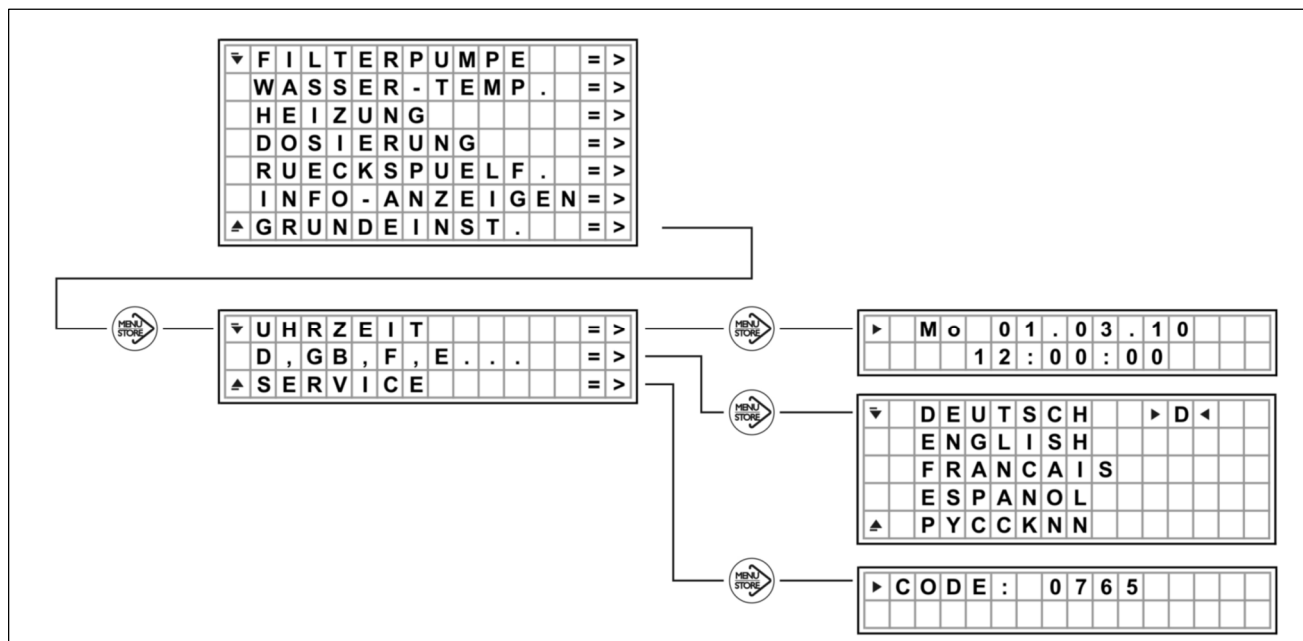 ▼ FILTERPUMPE =>
WASSER-TEMP. =>
HEIZUNG =>
DOSIERUNG =>
RUECKSPUELF. =>
INFO-ANZEIGEN=>
▲ GRUNDEINST. =>
MENU
STORE
▼ UHRZEIT =>
D,GB,F,E... =>
▲ SERVICE =>
MENU
STORE
▶ Mo 01.03.10
12:00:00
MENU
STORE
▼ DEUTSCH ▶D◀
ENGLISH
FRANCAIS
ESPANOL
▲ PYCCKNN
MENU
STORE
▶CODE: 0765